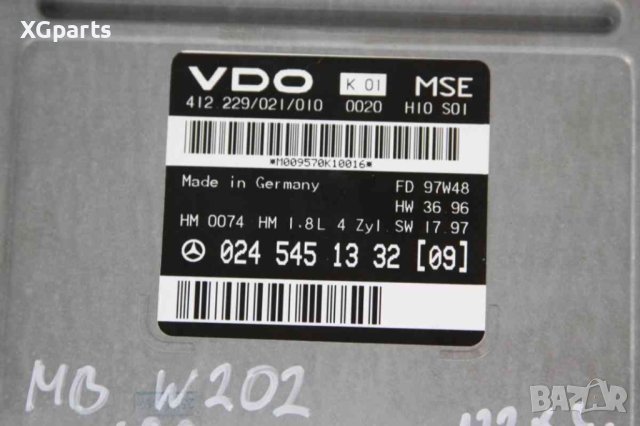 XGparts
VDO K 01 MSE
412.229/021/010 0020 H10 S01
*M009570K10016*
Made in Germany FD 97W48
HW 36.96
HM 0074 HM 1.8L 4 Zyl. SW 17.97
024 545 13 32 [09]
MB W202
BAZAR